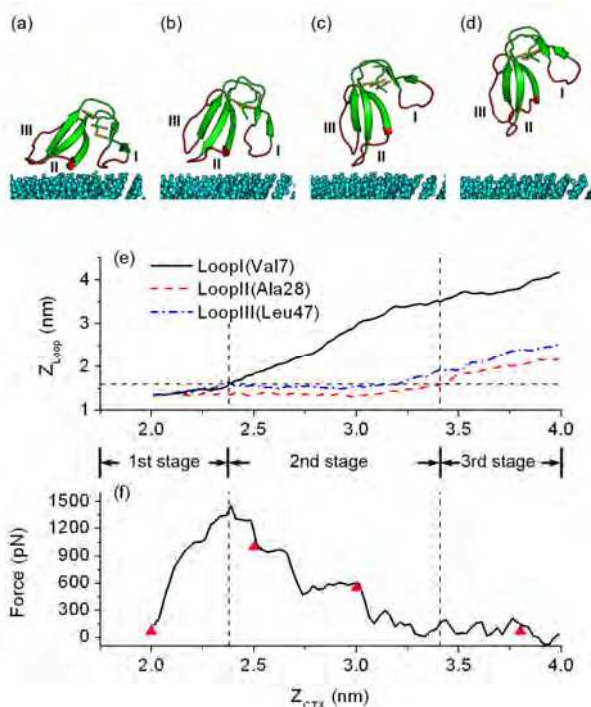 (a) (b) (c) (d)
III II I
III II I
III II I
III II I
(e)
LoopI(Val7)
LoopII(Ala28)
LoopIII(Leu47)
Z_Loop (nm)
4
3
2
1
2.0 2.5 3.0 3.5 4.0
1st stage 2nd stage 3rd stage
(f)
Force (pN)
1500
1200
900
600
300
0
2.0 2.5 3.0 3.5 4.0
Z_CTX (nm)